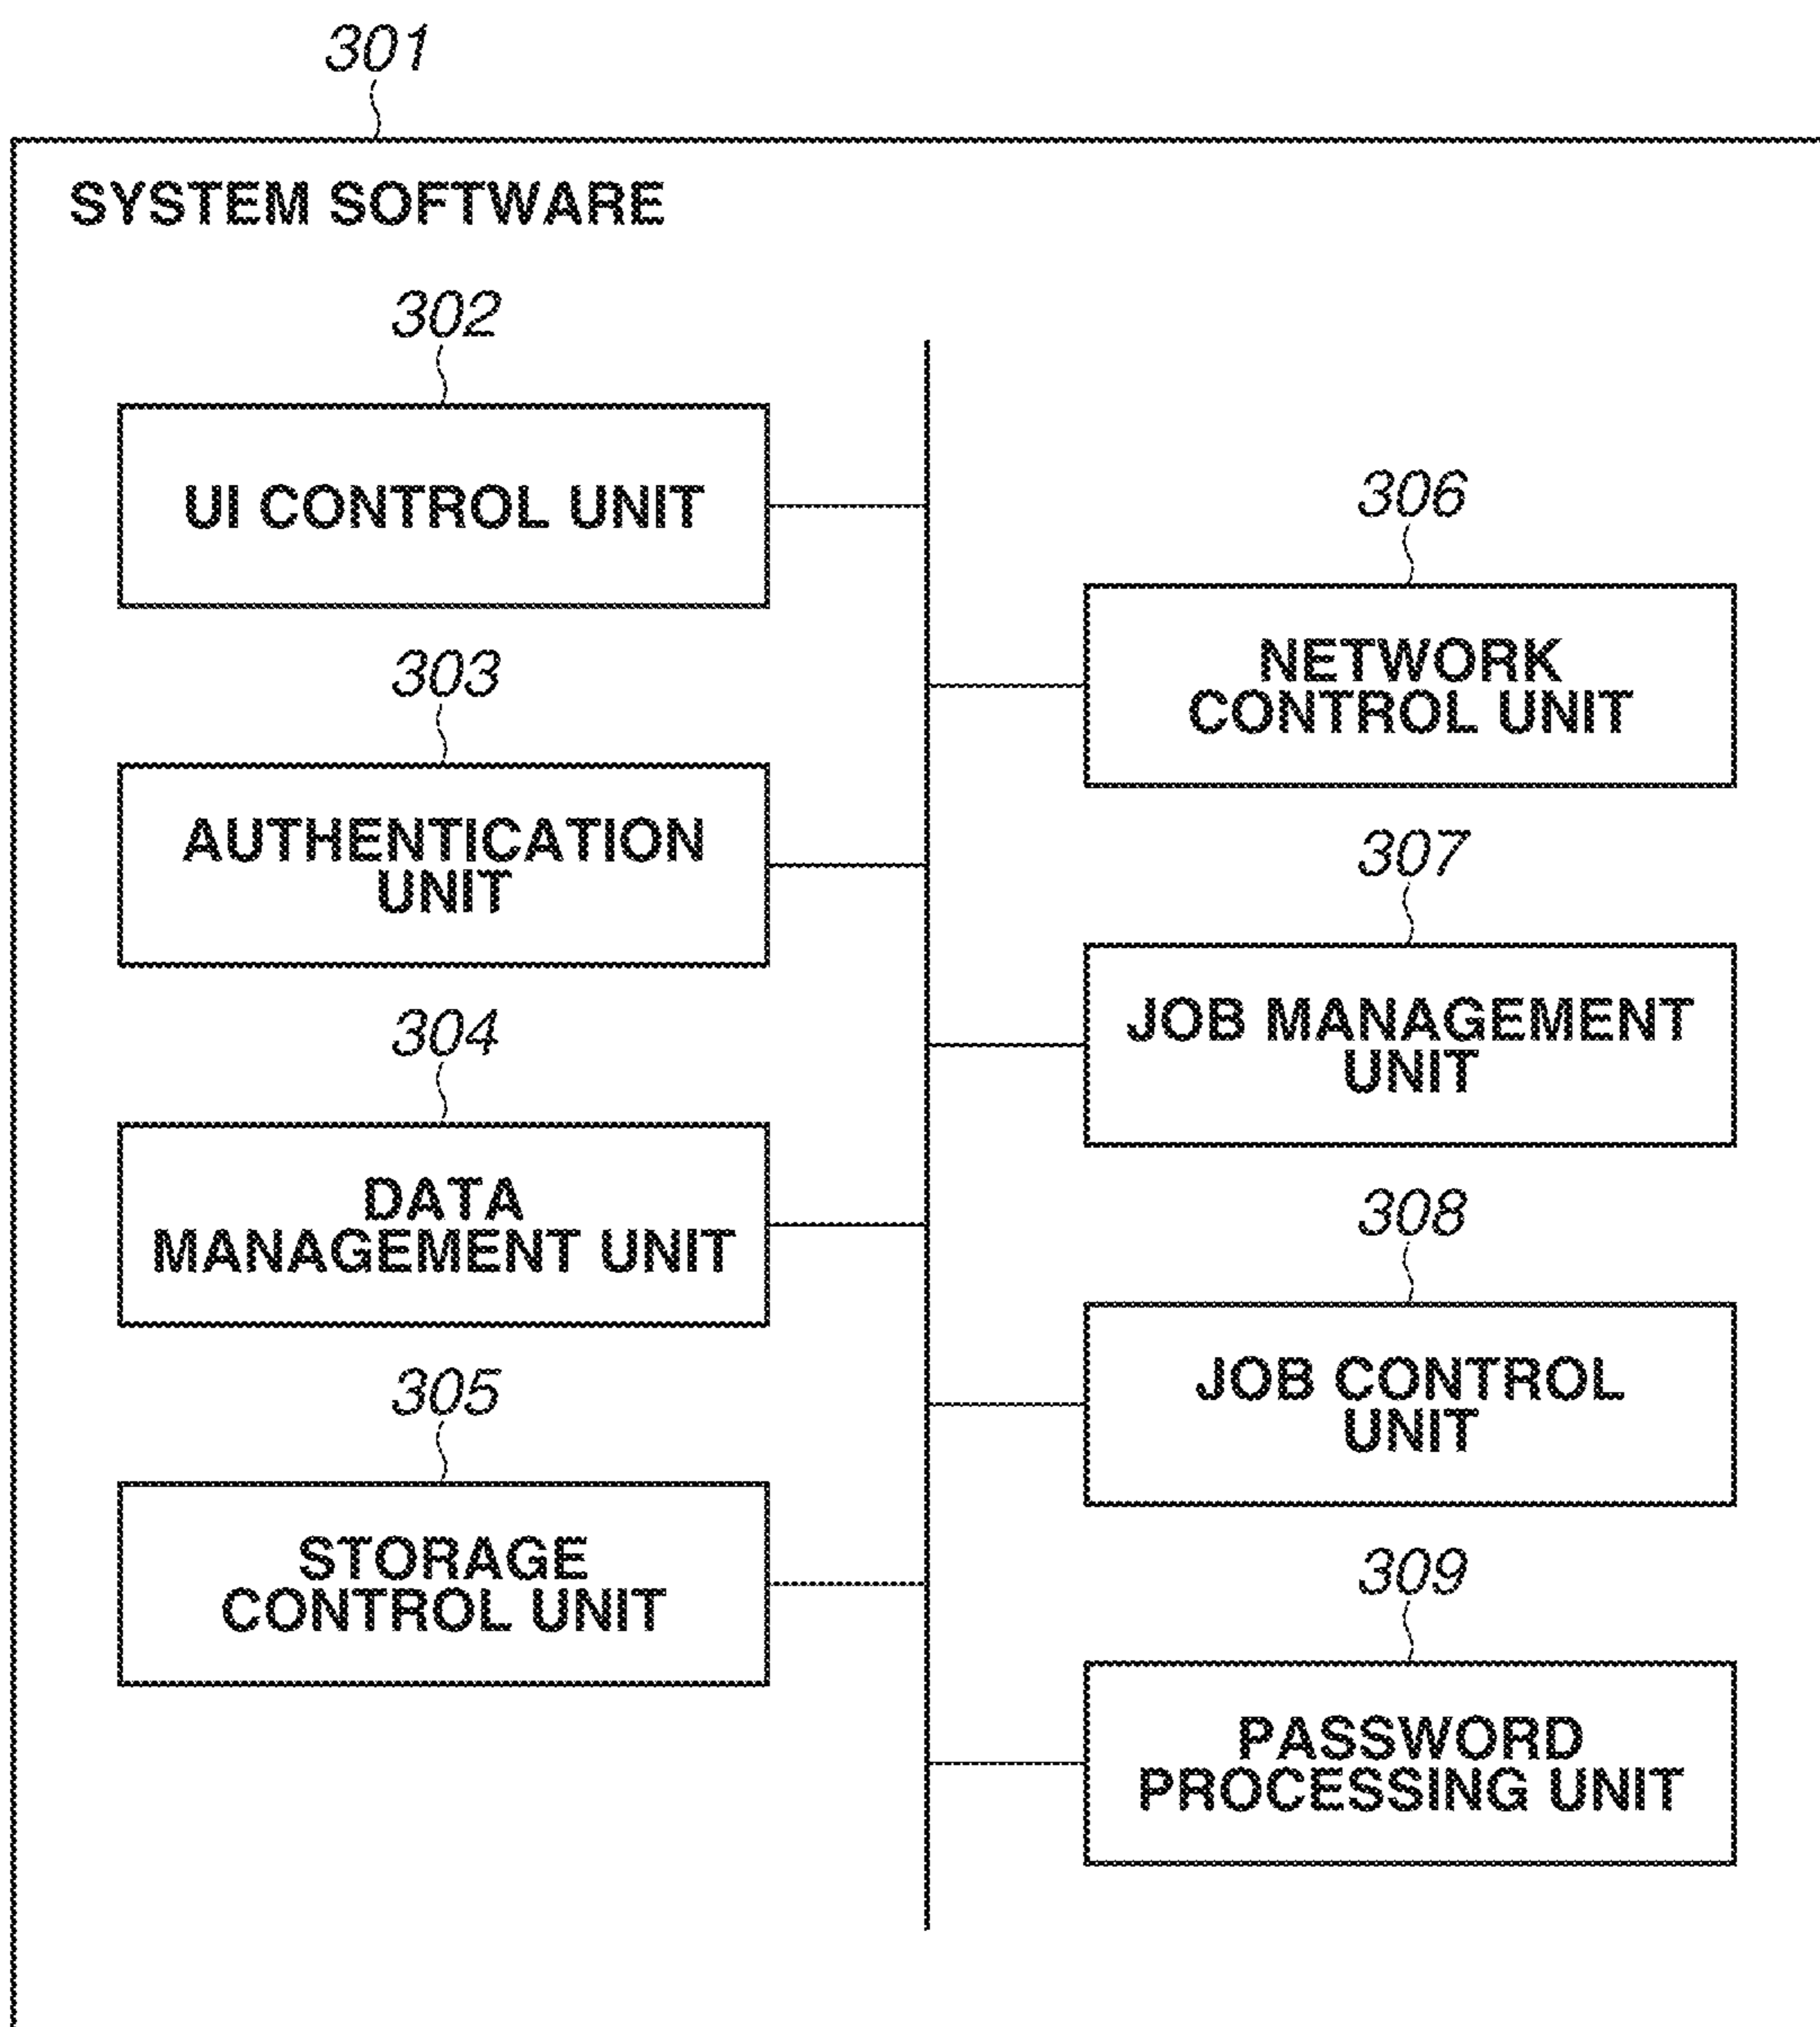 301
SYSTEM SOFTWARE
302
UI CONTROL UNIT
303
AUTHENTICATION
UNIT
304
DATA
MANAGEMENT UNIT
305
STORAGE
CONTROL UNIT
306
NETWORK
CONTROL UNIT
307
JOB MANAGEMENT
UNIT
308
JOB CONTROL
UNIT
309
PASSWORD
PROCESSING UNIT